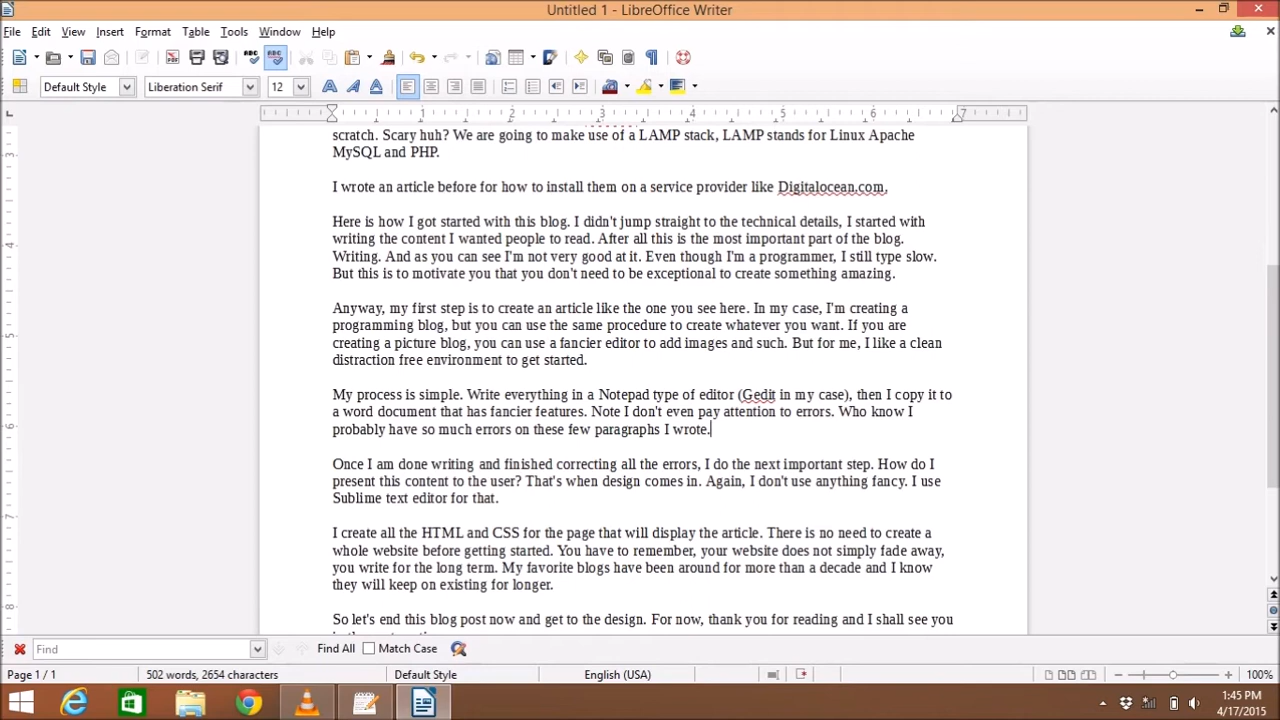 Untitled 1 - LibreOffice Writer
File Edit View Insert Format Table Tools Window Help
Default Style Liberation Serif 12
1 2 3 4 5 6 7
scratch. Scary huh? We are going to make use of a LAMP stack, LAMP stands for Linux Apache
MySQL and PHP.
I wrote an article before for how to install them on a service provider like Digitalocean.com.
Here is how I got started with this blog. I didn't jump straight to the technical details, I started with
writing the content I wanted people to read. After all this is the most important part of the blog.
Writing. And as you can see I'm not very good at it. Even though I'm a programmer, I still type slow.
But this is to motivate you that you don't need to be exceptional to create something amazing.
Anyway, my first step is to create an article like the one you see here. In my case, I'm creating a
programming blog, but you can use the same procedure to create whatever you want. If you are
creating a picture blog, you can use a fancier editor to add images and such. But for me, I like a clean
distraction free environment to get started.
My process is simple. Write everything in a Notepad type of editor (Gedit in my case), then I copy it to
a word document that has fancier features. Note I don't even pay attention to errors. Who know I
probably have so much errors on these few paragraphs I wrote.
Once I am done writing and finished correcting all the errors, I do the next important step. How do I
present this content to the user? That's when design comes in. Again, I don't use anything fancy. I use
Sublime text editor for that.
I create all the HTML and CSS for the page that will display the article. There is no need to create a
whole website before getting started. You have to remember, your website does not simply fade away,
you write for the long term. My favorite blogs have been around for more than a decade and I know
they will keep on existing for longer.
So let's end this blog post now and get to the design. For now, thank you for reading and I shall see you
3
4
5
6
7
8
Find Find All Match Case
Page 1 / 1 502 words, 2654 characters Default Style English (USA) 100%
1:45 PM
4/17/2015